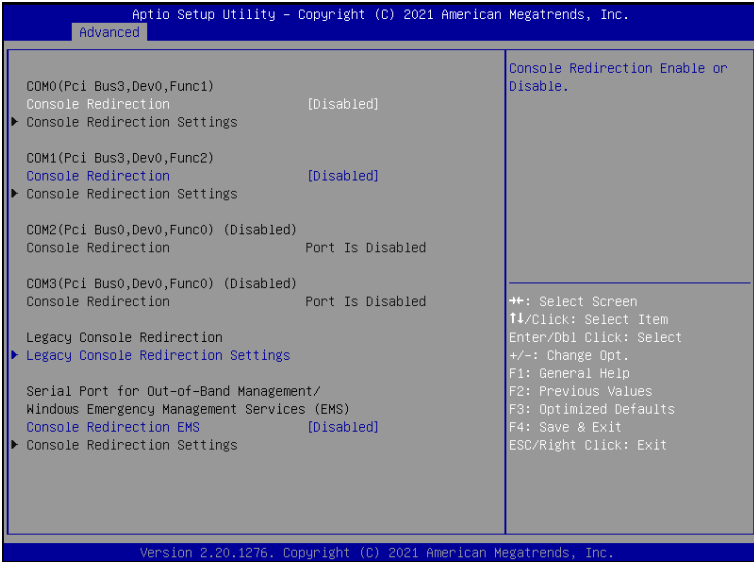 Aptio Setup Utility – Copyright (C) 2021 American Megatrends, Inc.
Advanced
COM0(Pci Bus3,Dev0,Func1)
Console Redirection [Disabled]
Console Redirection Settings
COM1(Pci Bus3,Dev0,Func2)
Console Redirection [Disabled]
Console Redirection Settings
COM2(Pci Bus0,Dev0,Func0) (Disabled)
Console Redirection Port Is Disabled
COM3(Pci Bus0,Dev0,Func0) (Disabled)
Console Redirection Port Is Disabled
Legacy Console Redirection
Legacy Console Redirection Settings
Serial Port for Out-of-Band Management/
Windows Emergency Management Services (EMS)
Console Redirection EMS [Disabled]
Console Redirection Settings
Console Redirection Enable or
Disable.
→←: Select Screen
↑↓/Click: Select Item
Enter/Dbl Click: Select
+/-: Change Opt.
F1: General Help
F2: Previous Values
F3: Optimized Defaults
F4: Save & Exit
ESC/Right Click: Exit
Version 2.20.1276. Copyright (C) 2021 American Megatrends, Inc.